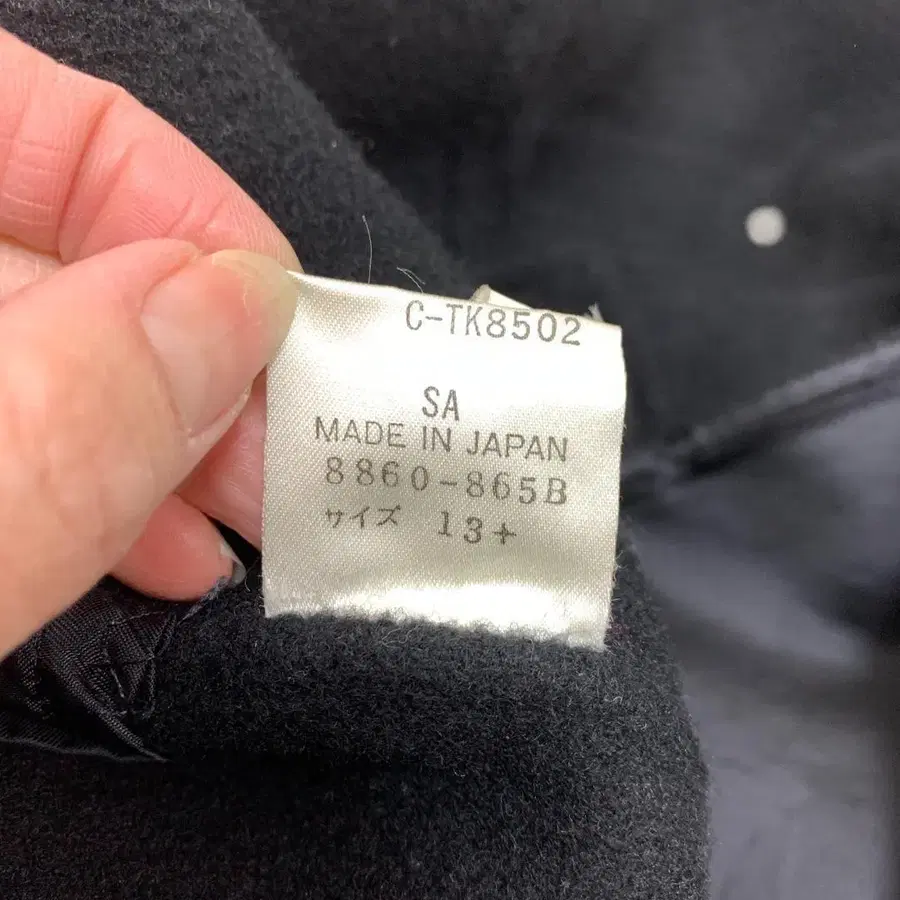 C-TK8502
SA
MADE IN JAPAN
8860-865B
サイズ 13+